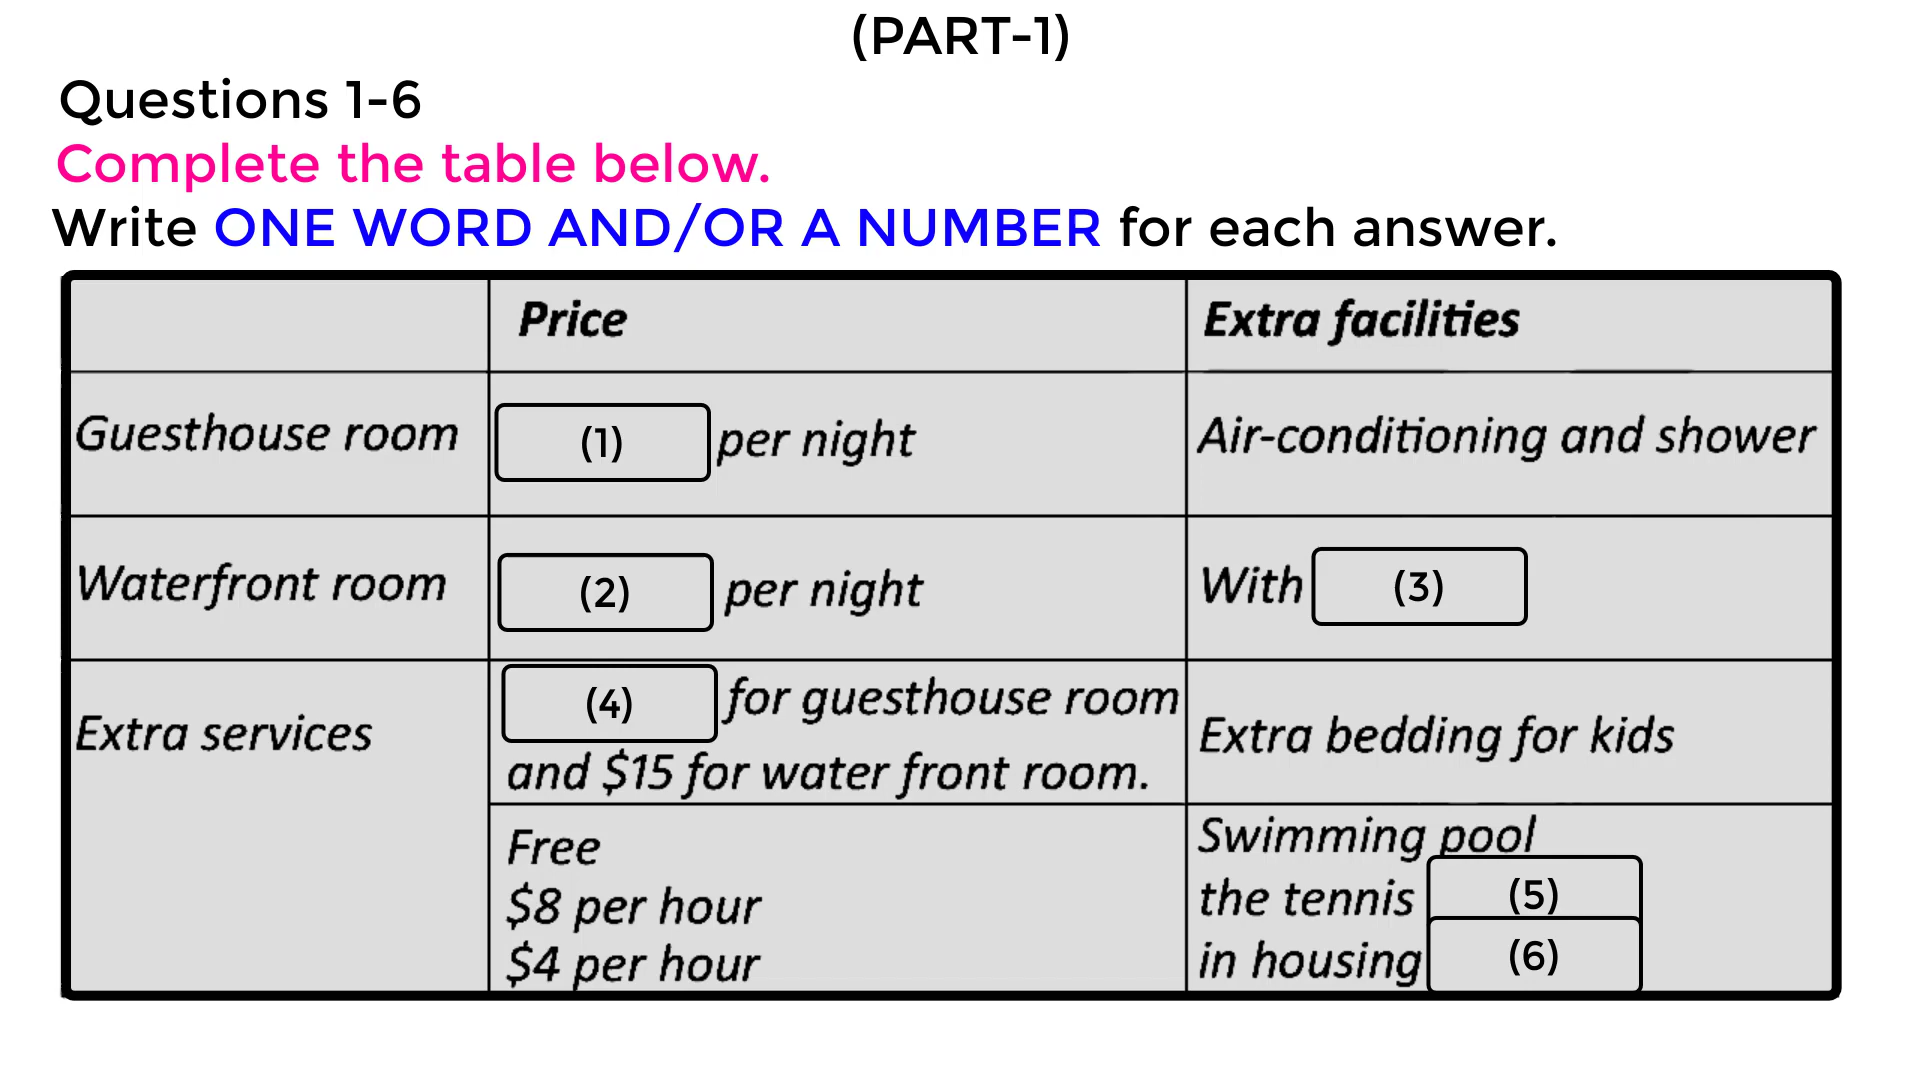 (PART-1)
Questions 1-6
Complete the table below.
Write ONE WORD AND/OR A NUMBER for each answer.
Price Extra facilities
Guesthouse room (1) per night Air-conditioning and shower
Waterfront room (2) per night With (3)
Extra services (4) for guesthouse room
and $15 for water front room. Extra bedding for kids
Free Swimming pool
$8 per hour the tennis (5)
$4 per hour in housing (6)